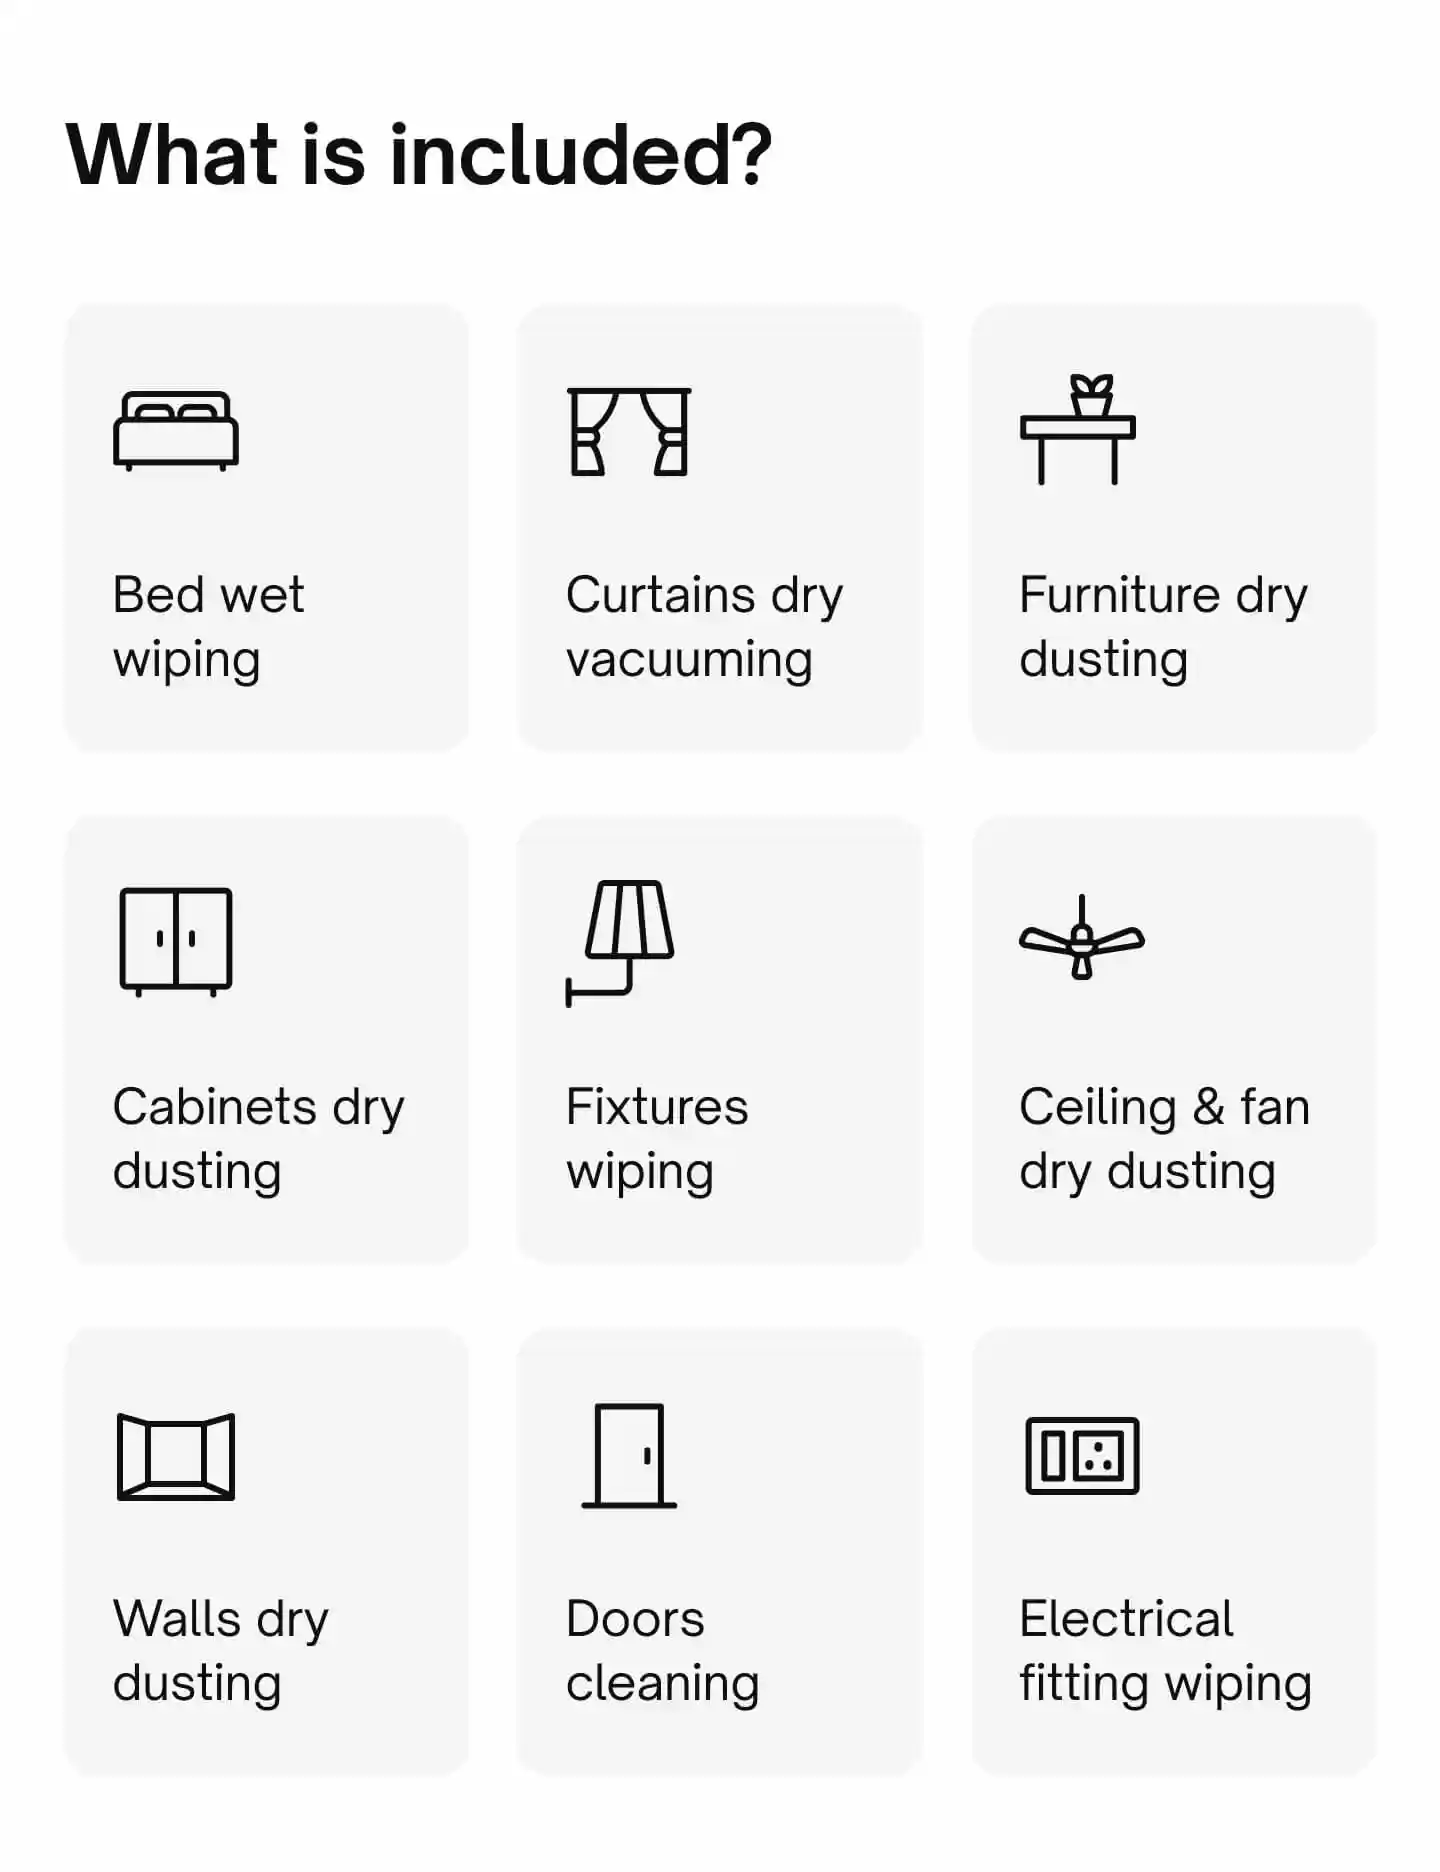 What is included?
Bed wet
wiping
Curtains dry
vacuuming
Furniture dry
dusting
Cabinets dry
dusting
Fixtures
wiping
Ceiling & fan
dry dusting
Walls dry
dusting
Doors
cleaning
Electrical
fitting wiping